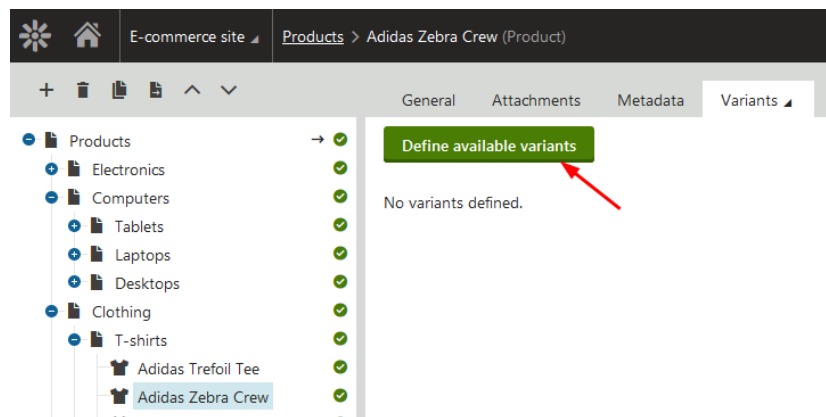 E-commerce site Products > Adidas Zebra Crew (Product)
General Attachments Metadata Variants
Define available variants
No variants defined.
Products
Electronics
Computers
Tablets
Laptops
Desktops
Clothing
T-shirts
Adidas Trefoil Tee
Adidas Zebra Crew